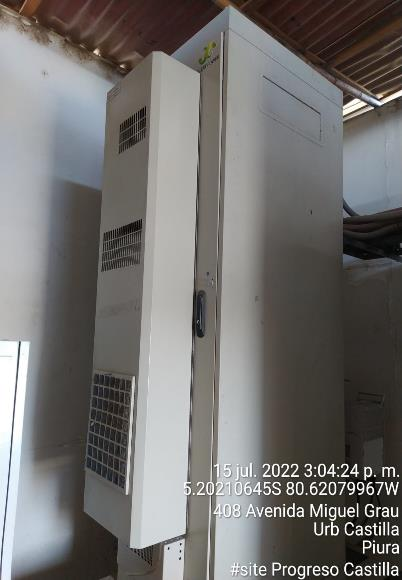 15 jul. 2022 3:04:24 p. m.
5.20210645S 80.62079967W
408 Avenida Miguel Grau
Urb Castilla
Piura
#site Progreso Castilla